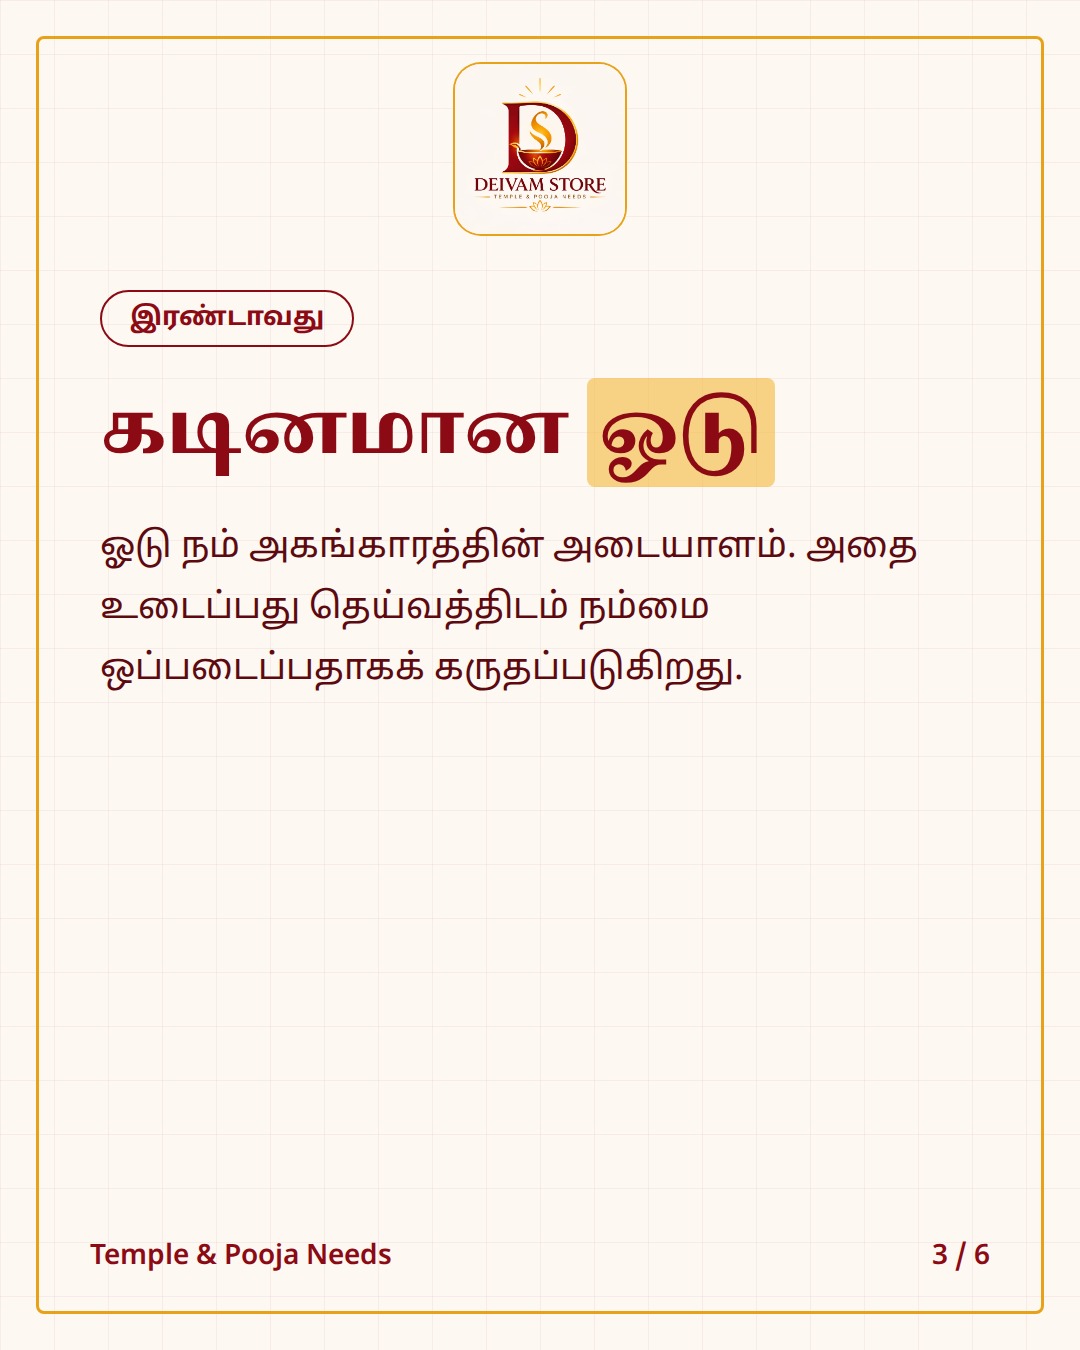 DEIVAM STORE
TEMPLE & POOJA NEEDS
இரண்டாவது
கடினமான ஓடு
ஓடு நம் அகங்காரத்தின் அடையாளம். அதை
உடைப்பது தெய்வத்திடம் நம்மை
ஒப்படைப்பதாகக் கருதப்படுகிறது.
Temple & Pooja Needs
3 / 6